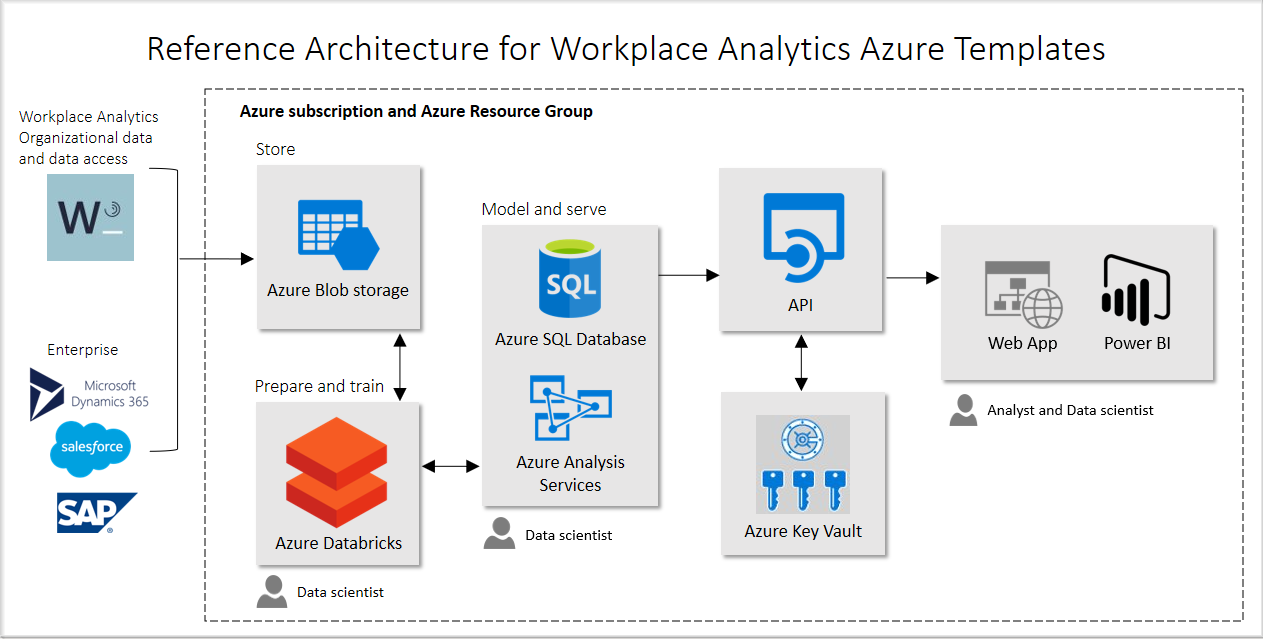 Reference Architecture for Workplace Analytics Azure Templates
Workplace Analytics
Organizational data
and data access
W
Enterprise
Microsoft
Dynamics 365
salesforce
SAP®
Azure subscription and Azure Resource Group
Store
Azure Blob storage
Prepare and train
Azure Databricks
Data scientist
Model and serve
SQL
Azure SQL Database
Azure Analysis
Services
Data scientist
API
Azure Key Vault
Web App
Power BI
Analyst and Data scientist